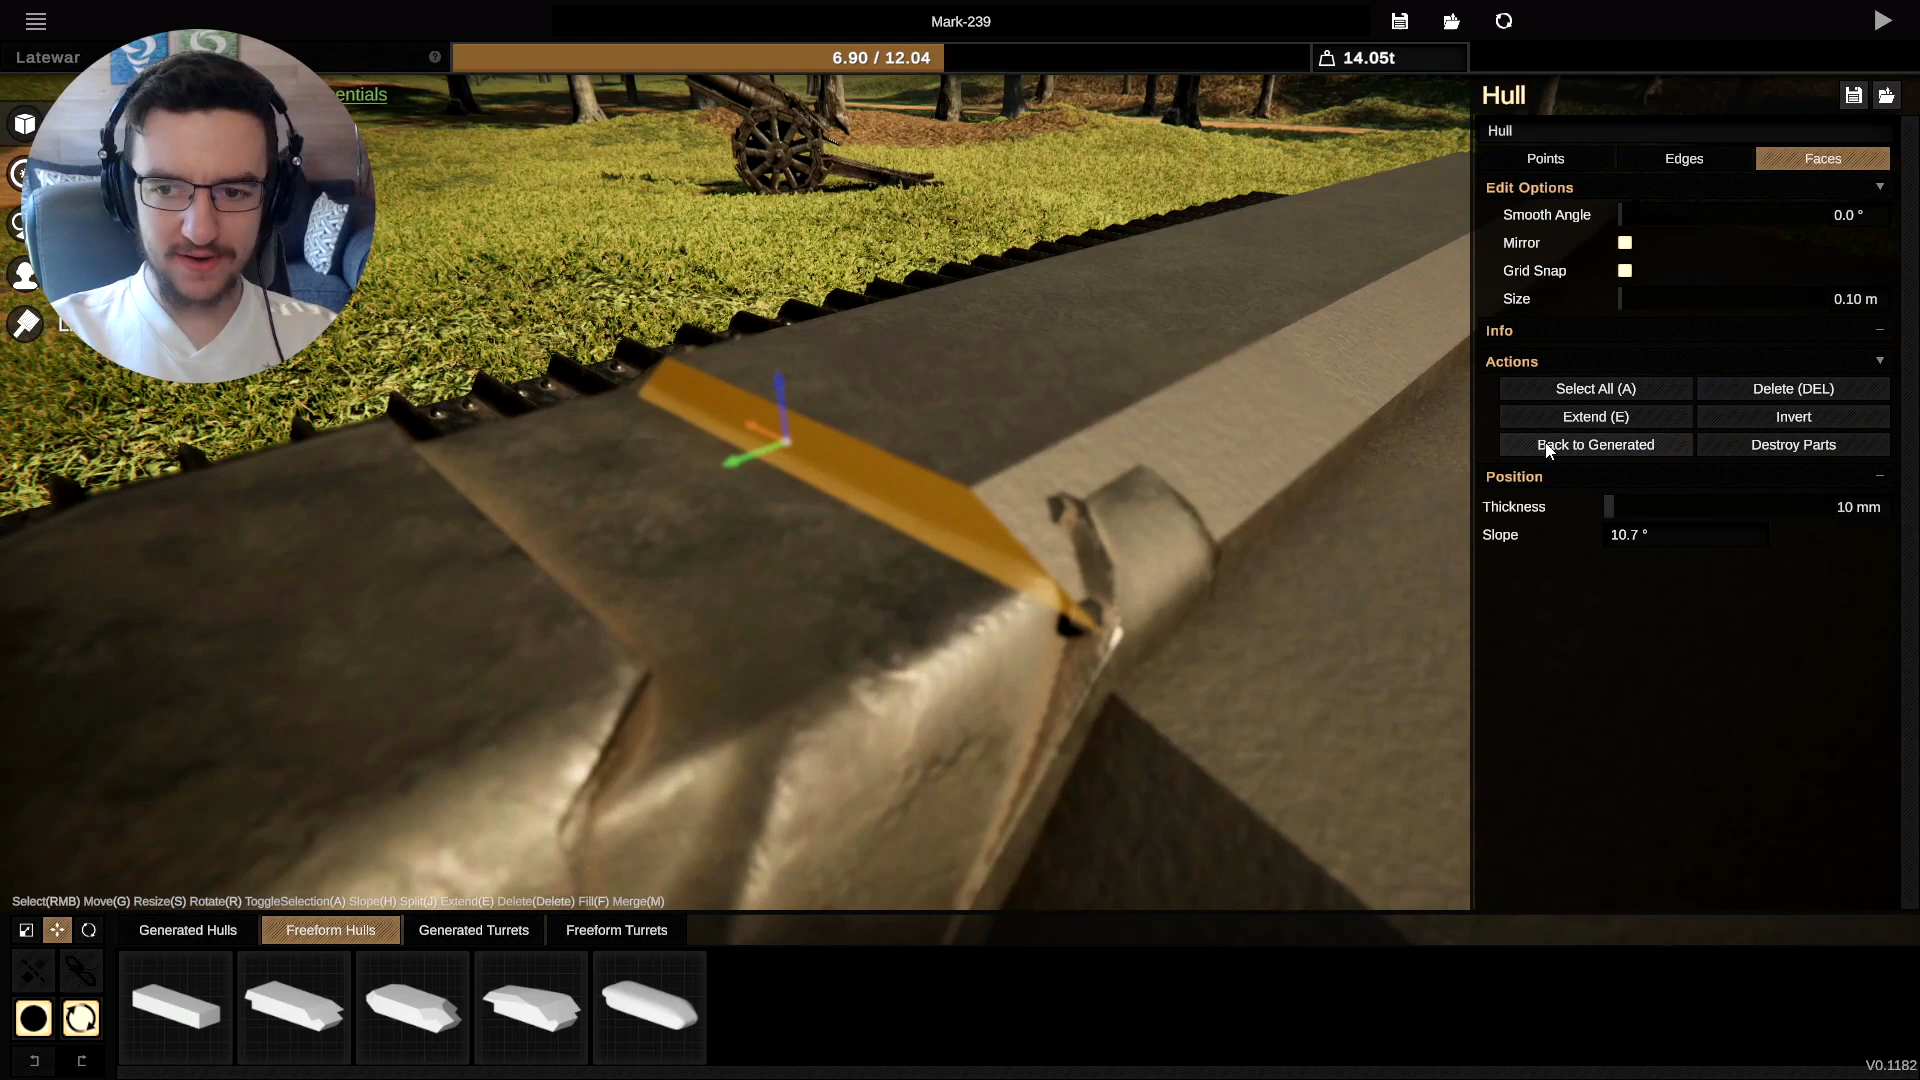 Mark-239
Latewar
6.90 / 12.04
14.05t
entials
Hull
Hull
Points
Edges
Faces
Edit Options
Smooth Angle
0.0 °
Mirror
Grid Snap
Size
0.10 m
Info
Actions
Select All (A)
Delete (DEL)
Extend (E)
Invert
Back to Generated
Destroy Parts
Position
Thickness
10 mm
Slope
10.7 °
Select(RMB) Move(G) Resize(S) Rotate(R) ToggleSelection(A) Slope(H) Split(J) Extend(E) Delete(Delete) Fill(F) Merge(M)
Generated Hulls
Freeform Hulls
Generated Turrets
Freeform Turrets
V0.1182